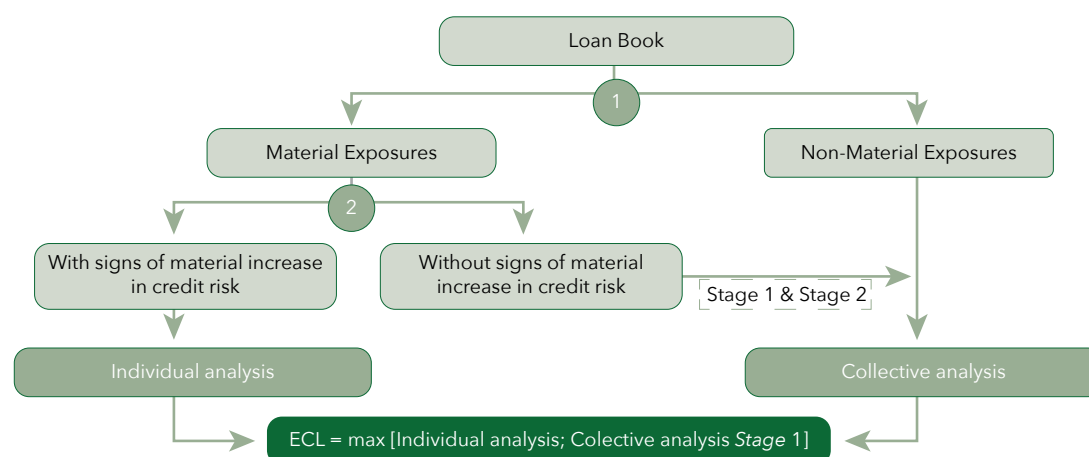 Loan Book
1
Material Exposures
Non-Material Exposures
2
With signs of material increase
in credit risk
Without signs of material
increase in credit risk
Stage 1 & Stage 2
Individual analysis
Collective analysis
ECL = max [Individual analysis; Colective analysis Stage 1]